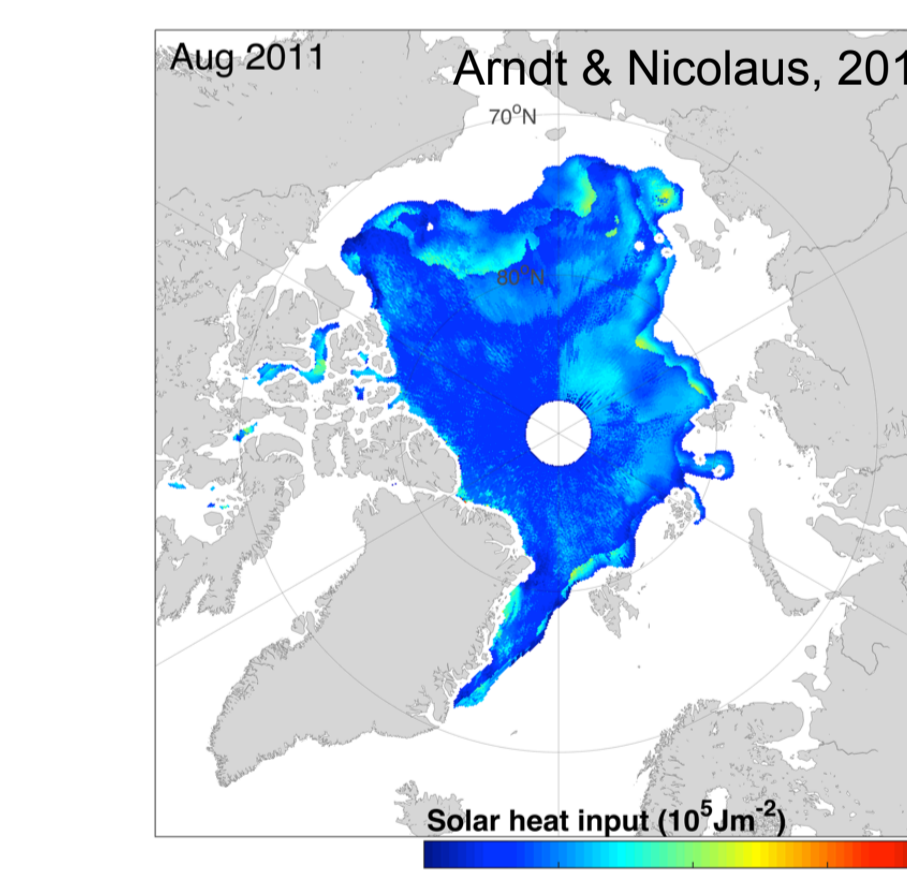 Aug 2011
Arndt & Nicolaus, 201
70°N
80°N
Solar heat input (10⁵Jm⁻²)